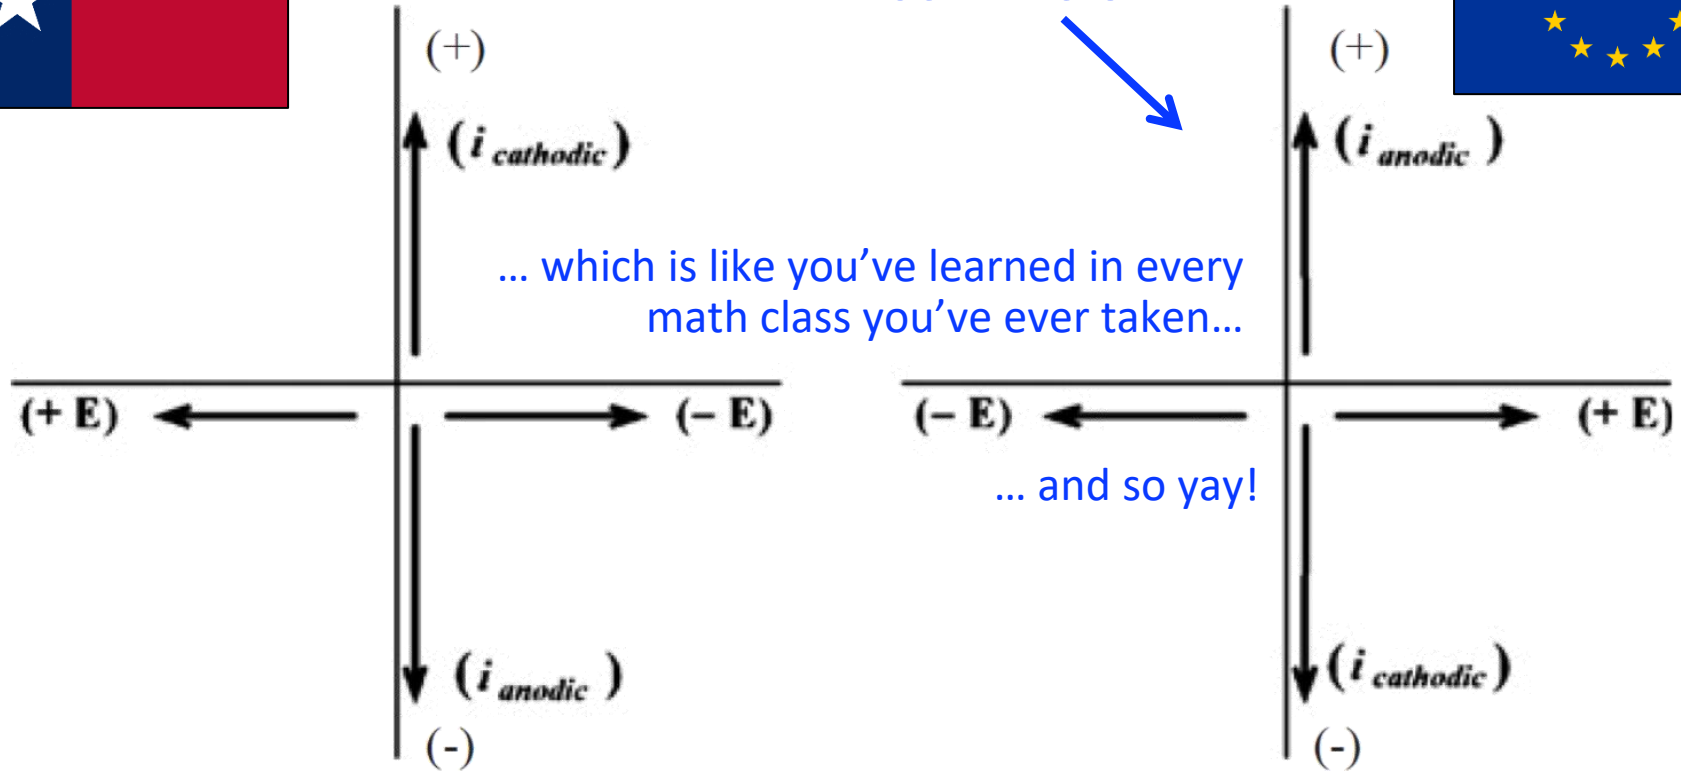 (+)
(i cathodic)
(+ E)
(– E)
(i anodic)
(-)
(+)
(i anodic )
… which is like you’ve learned in every
math class you’ve ever taken…
(– E)
(+ E)
… and so yay!
(i cathodic)
(-)